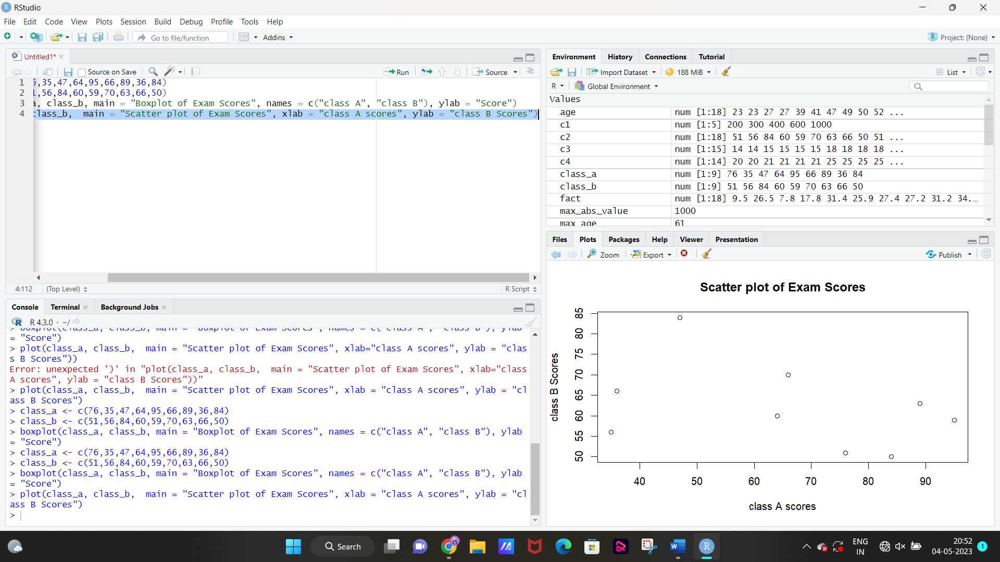 RStudio
File Edit Code View Plots Session Build Debug Profile Tools Help
Go to file/function Addins Project: (None)
Untitled1*
Source on Save Run Source
1 5,35,47,64,95,66,89,36,84)
2 1,56,84,60,59,70,63,66,50)
3 a, class_b, main = "Boxplot of Exam Scores", names = c("class A", "class B"), ylab = "Score")
4 class_b,  main = "Scatter plot of Exam Scores", xlab = "class A scores", ylab = "class B Scores")
4:112 (Top Level) R Script
Console Terminal Background Jobs
R 4.3.0 · ~/
> boxplot(class_a, class_b, main = "Boxplot of Exam Scores", names = c("class A", "class B"), ylab
= "Score")
> plot(class_a, class_b,  main = "Scatter plot of Exam Scores", xlab="class A scores", ylab = "clas
s B Scores"))
Error: unexpected ')' in "plot(class_a, class_b,  main = "Scatter plot of Exam Scores", xlab="class
A scores", ylab = "class B Scores"))"
> plot(class_a, class_b,  main = "Scatter plot of Exam Scores", xlab = "class A scores", ylab = "cl
ass B Scores")
> class_a <- c(76,35,47,64,95,66,89,36,84)
> class_b <- c(51,56,84,60,59,70,63,66,50)
> boxplot(class_a, class_b, main = "Boxplot of Exam Scores", names = c("class A", "class B"), ylab
= "Score")
> class_a <- c(76,35,47,64,95,66,89,36,84)
> class_b <- c(51,56,84,60,59,70,63,66,50)
> boxplot(class_a, class_b, main = "Boxplot of Exam Scores", names = c("class A", "class B"), ylab
= "Score")
> plot(class_a, class_b,  main = "Scatter plot of Exam Scores", xlab = "class A scores", ylab = "cl
ass B Scores")
>
Environment History Connections Tutorial
Import Dataset 188 MiB List
R Global Environment
Values
age num [1:18] 23 23 27 27 39 41 47 49 50 52 ...
c1 num [1:5] 200 300 400 600 1000
c2 num [1:18] 51 56 84 60 59 70 63 66 50 51 ...
c3 num [1:15] 14 14 15 15 15 15 18 18 18 18 ...
c4 num [1:14] 20 20 21 21 21 21 25 25 25 25 ...
class_a num [1:9] 76 35 47 64 95 66 89 36 84
class_b num [1:9] 51 56 84 60 59 70 63 66 50
fact num [1:18] 9.5 26.5 7.8 17.8 31.4 25.9 27.4 27.2 31.2 34.…
max_abs_value 1000
max_age 61
Files Plots Packages Help Viewer Presentation
Zoom Export Publish
Scatter plot of Exam Scores
85
80
75
70
65
60
55
50
class B Scores
40 50 60 70 80 90
class A scores
Search
ENG
IN
20:52
04-05-2023
1